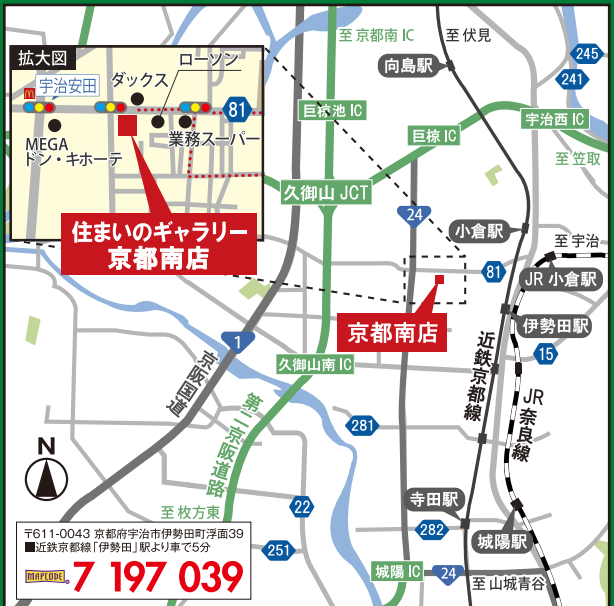 拡大図
宇治安田
ダックス
ローソン
81
MEGA
ドン・キホーテ
業務スーパー
住まいのギャラリー
京都南店
至 京都南 IC
至 伏見
245
241
向島駅
巨椋池 IC
巨椋 IC
宇治西 IC
至 笠取
久御山 JCT
24
小倉駅
至 宇治
81
JR 小倉駅
京都南店
伊勢田駅
1
15
京阪国道
久御山南 IC
近鉄京都線
JR
奈良線
第二京阪道路
281
N
寺田駅
22
至 枚方東
282
城陽駅
251
城陽 IC
24
至 山城青谷
〒611-0043 京都府宇治市伊勢田町浮面39
■近鉄京都線「伊勢田」駅より車で5分
MAPCODE® 7 197 039